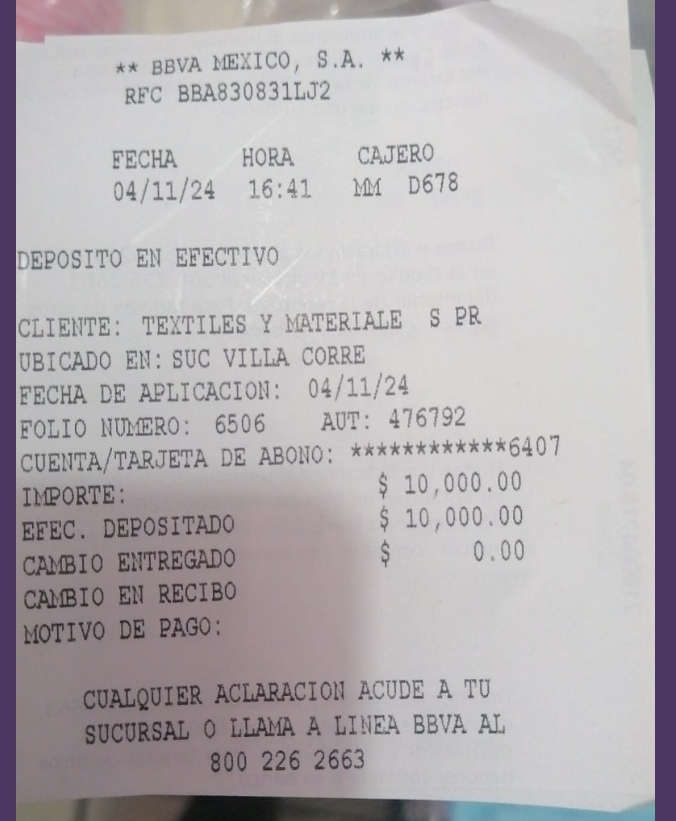 ** BBVA MEXICO, S.A. **
RFC BBA830831LJ2
FECHA HORA CAJERO
04/11/24 16:41 MM D678
DEPOSITO EN EFECTIVO
CLIENTE: TEXTILES Y MATERIALE S PR
UBICADO EN: SUC VILLA CORRE
FECHA DE APLICACION: 04/11/24
FOLIO NUMERO: 6506 AUT: 476792
CUENTA/TARJETA DE ABONO: ************6407
IMPORTE: $ 10,000.00
EFEC. DEPOSITADO $ 10,000.00
CAMBIO ENTREGADO $ 0.00
CAMBIO EN RECIBO
MOTIVO DE PAGO:
CUALQUIER ACLARACION ACUDE A TU
SUCURSAL O LLAMA A LINEA BBVA AL
800 226 2663